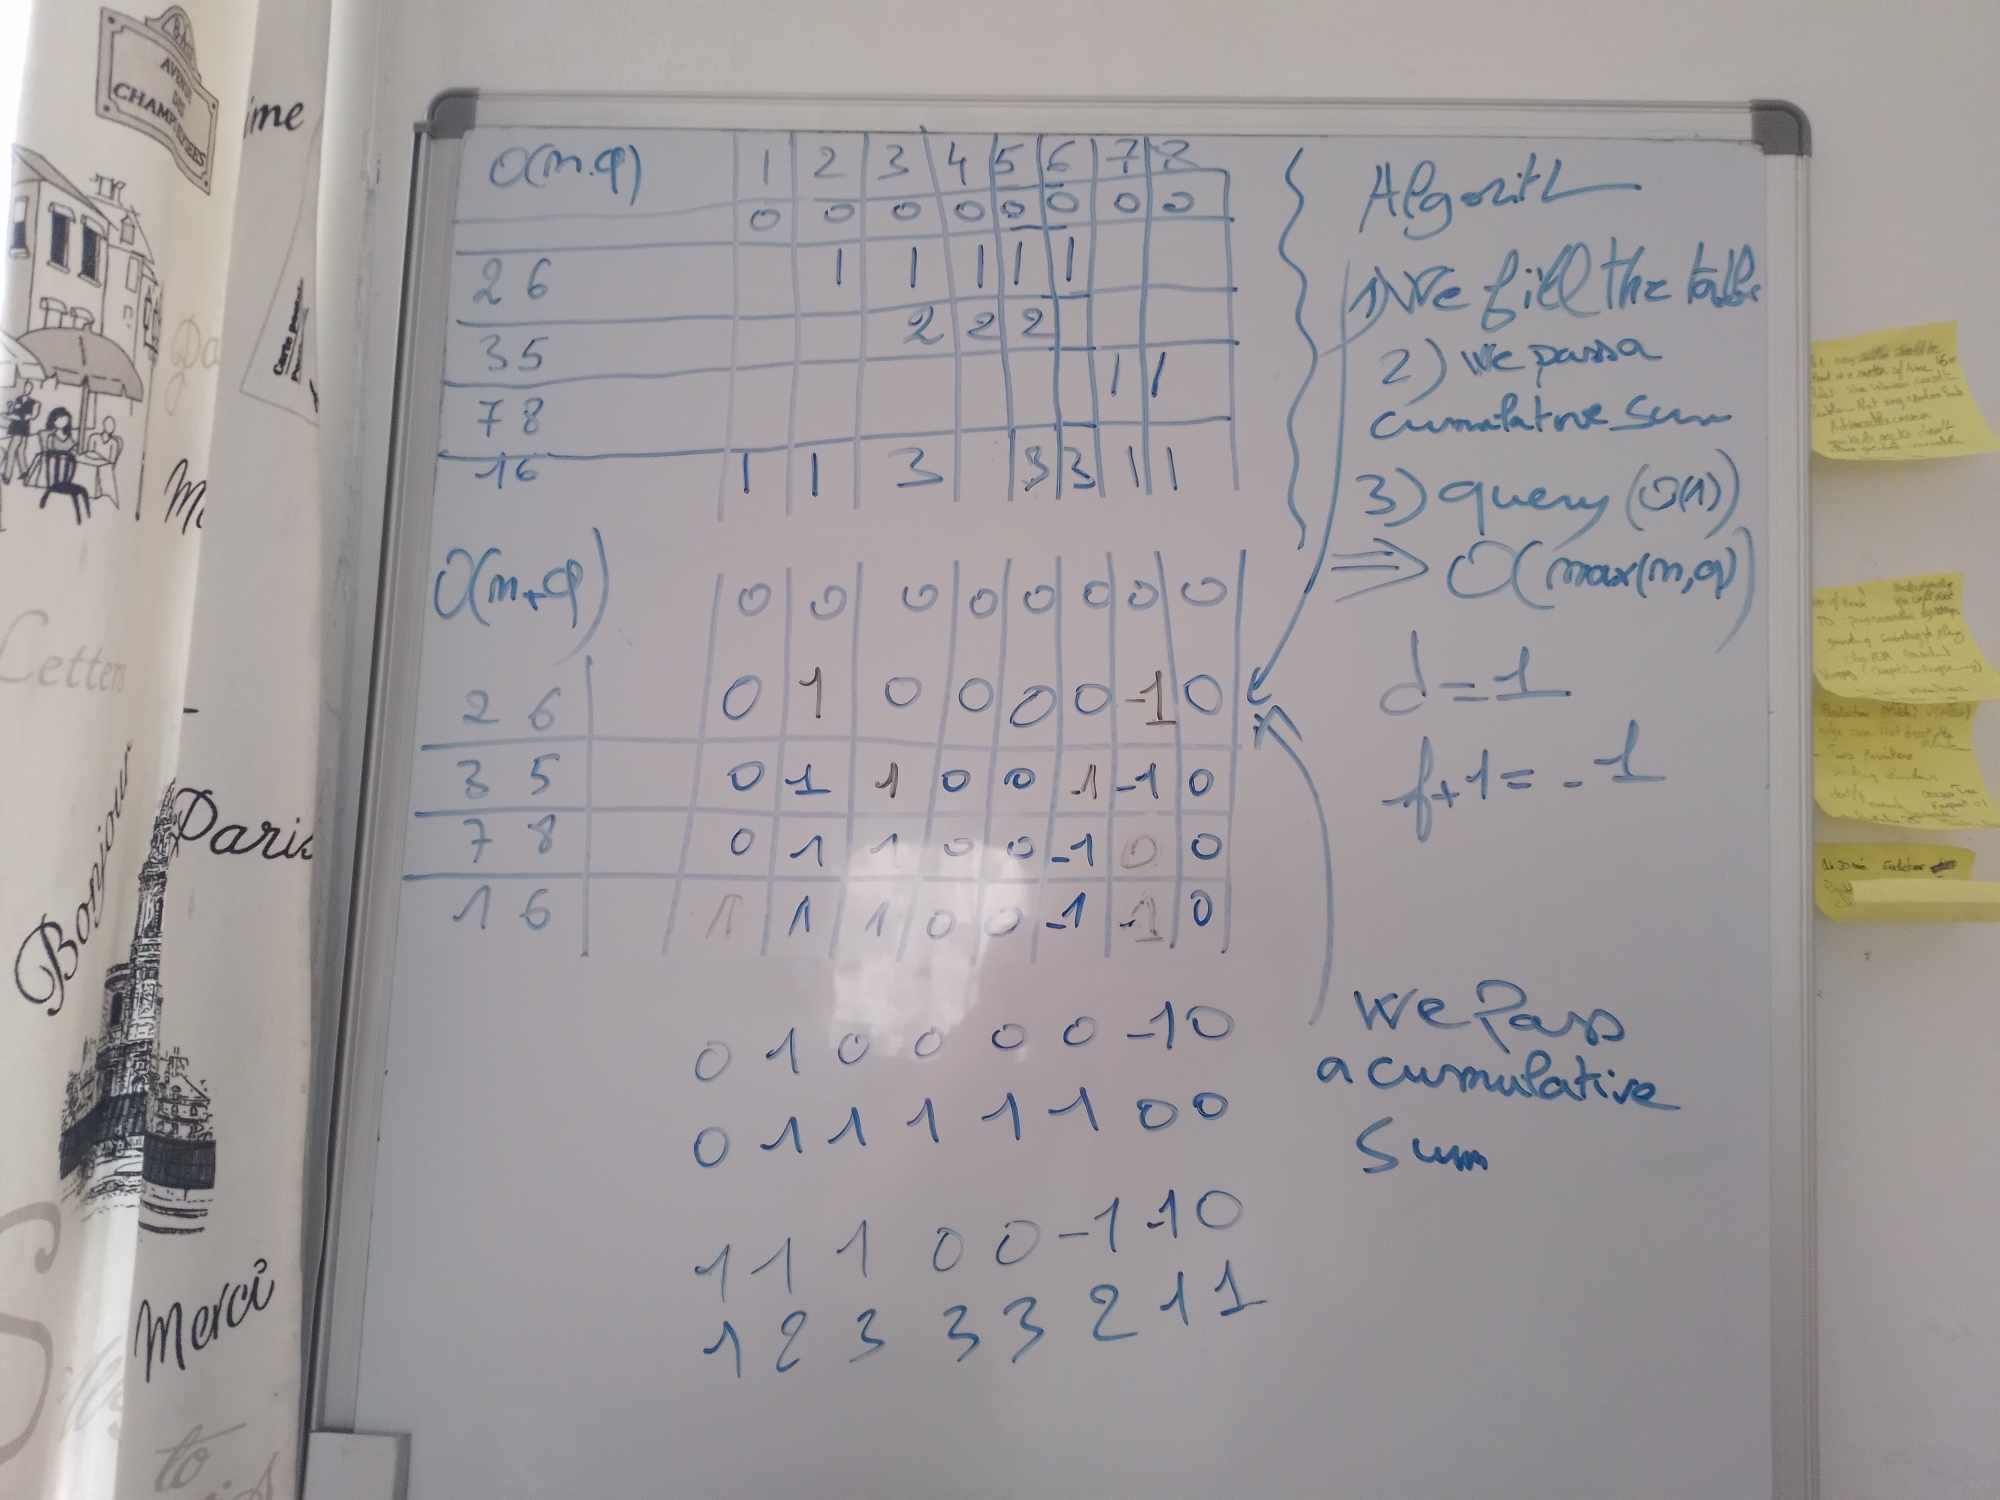 BAR
AVENUE
DES
CHAMP
ime
Letters
Bonjour
Paris
Merci
to
O(n.q) 1 2 3 4 5 6 7 8
0 0 0 0 0 0 0 0
2 6 1 1 1 1 1
3 5 2 2 2
7 8 1 1
1 6 1 1 3 3 3 1 1
O(n+q)
0 0 0 0 0 0 0 0
2 6 0 1 0 0 0 0 -1 0
3 5 0 1 1 0 0 -1 -1 0
7 8 0 1 1 0 0 -1 0 0
1 6 1 1 1 0 0 -1 -1 0
0 1 0 0 0 0 -1 0
0 1 1 1 1 1 0 0
1 1 1 0 0 -1 -1 0
1 2 3 3 3 2 1 1
Algorith
1) We fill the table
2) We pass a
cumulative sum
3) query (O(1))
⇒ O(max(n,q))
d = 1
f+1 = -1
We Pass
a cumulative
Sum